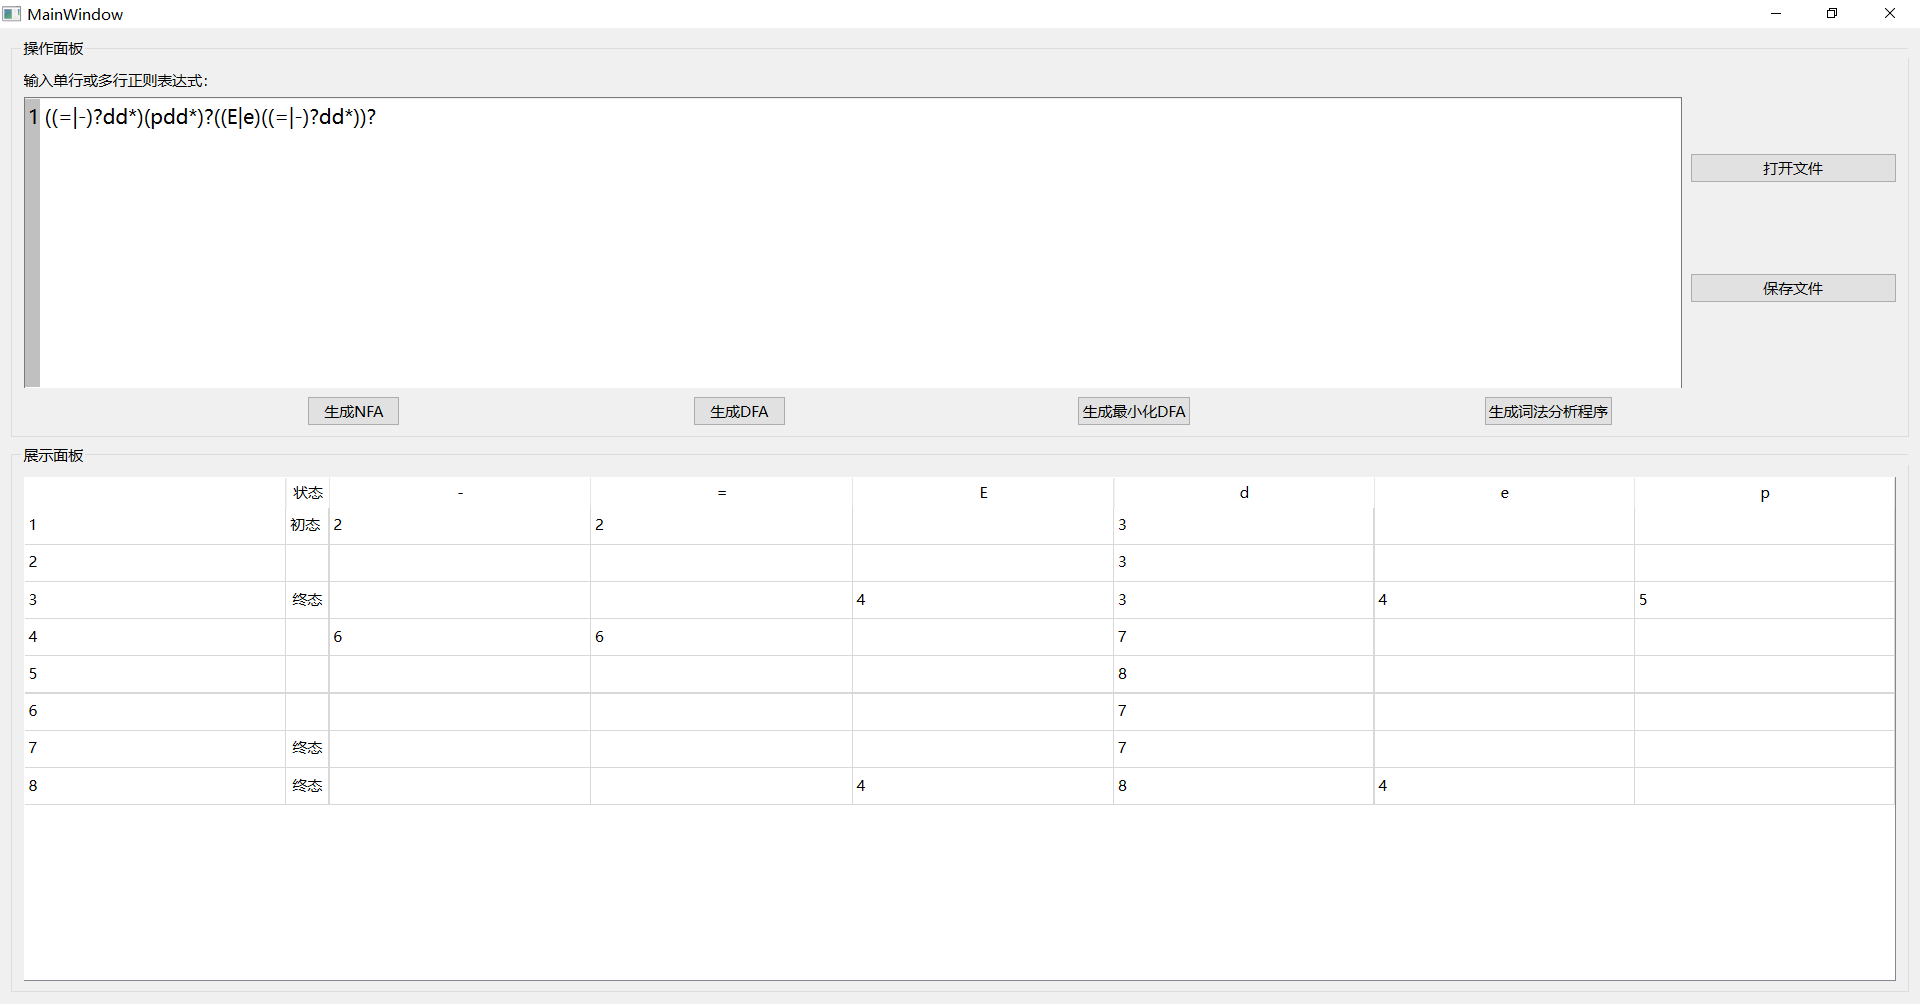 MainWindow
操作面板
输入单行或多行正则表达式:
1 ((=|-)?dd*)(pdd*)?((E|e)((=|-)?dd*))?
打开文件
保存文件
生成NFA 生成DFA 生成最小化DFA 生成词法分析程序
展示面板
状态 - = E d e p
1 初态 2 2 3
2 3
3 终态 4 3 4 5
4 6 6 7
5 8
6 7
7 终态 7
8 终态 4 8 4